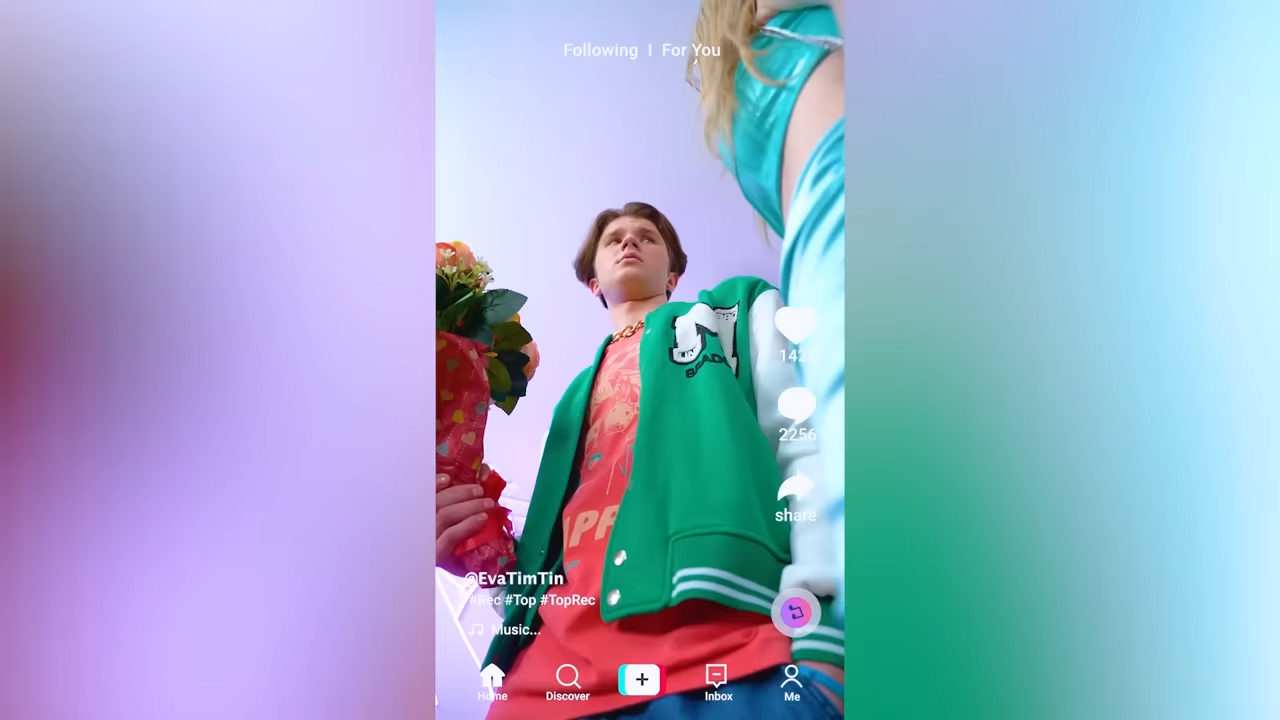 Following | For You
142
2256
share
@EvaTimTin
#Rec #Top #TopRec
Music...
Home
Discover
Inbox
Me